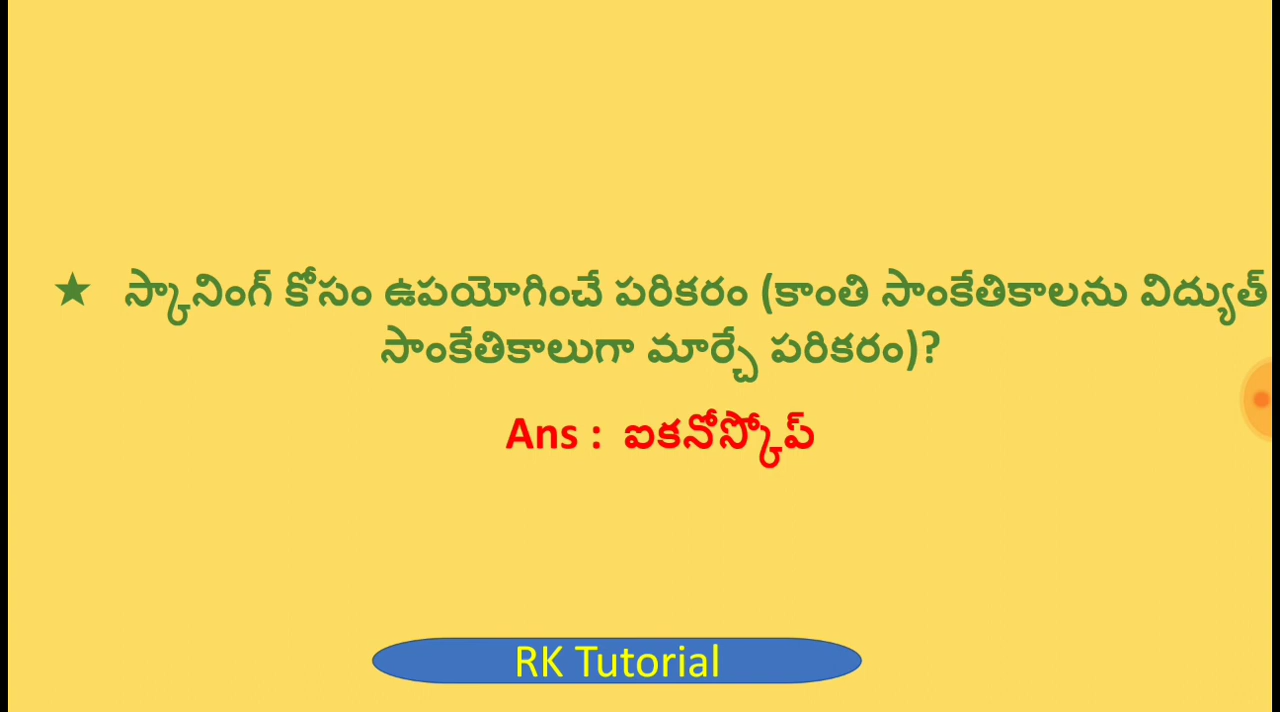 ★ స్కానింగ్ కోసం ఉపయోగించే పరికరం (కాంతి సాంకేతికాలను విద్యుత్
సాంకేతికాలుగా మార్చే పరికరం)?
Ans : ఐకనోస్కోప్
RK Tutorial